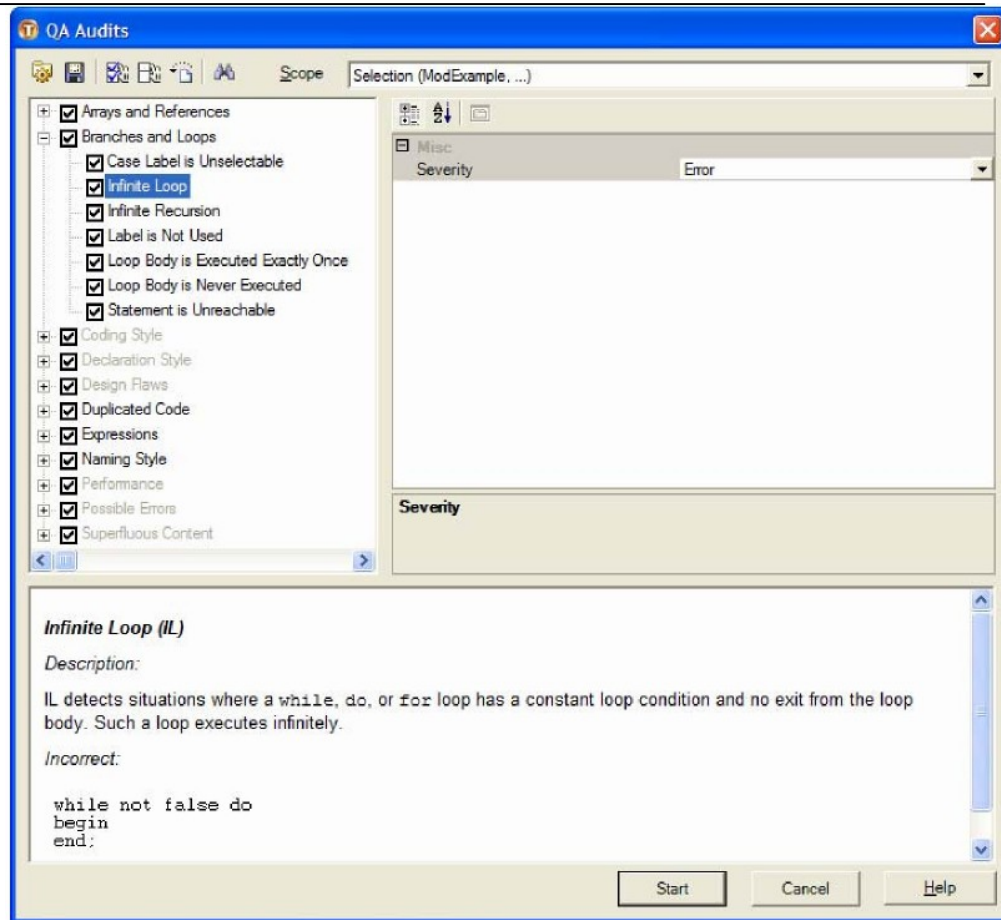 QA Audits
Scope Selection (ModExample, ...)
Arrays and References
Branches and Loops
Case Label is Unselectable
Infinite Loop
Infinite Recursion
Label is Not Used
Loop Body is Executed Exactly Once
Loop Body is Never Executed
Statement is Unreachable
Coding Style
Declaration Style
Design Flaws
Duplicated Code
Expressions
Naming Style
Performance
Possible Errors
Superfluous Content
Misc
Severity Error
Severity
Infinite Loop (IL)
Description:
IL detects situations where a while, do, or for loop has a constant loop condition and no exit from the loop
body. Such a loop executes infinitely.
Incorrect:
while not false do
begin
end;
Start Cancel Help